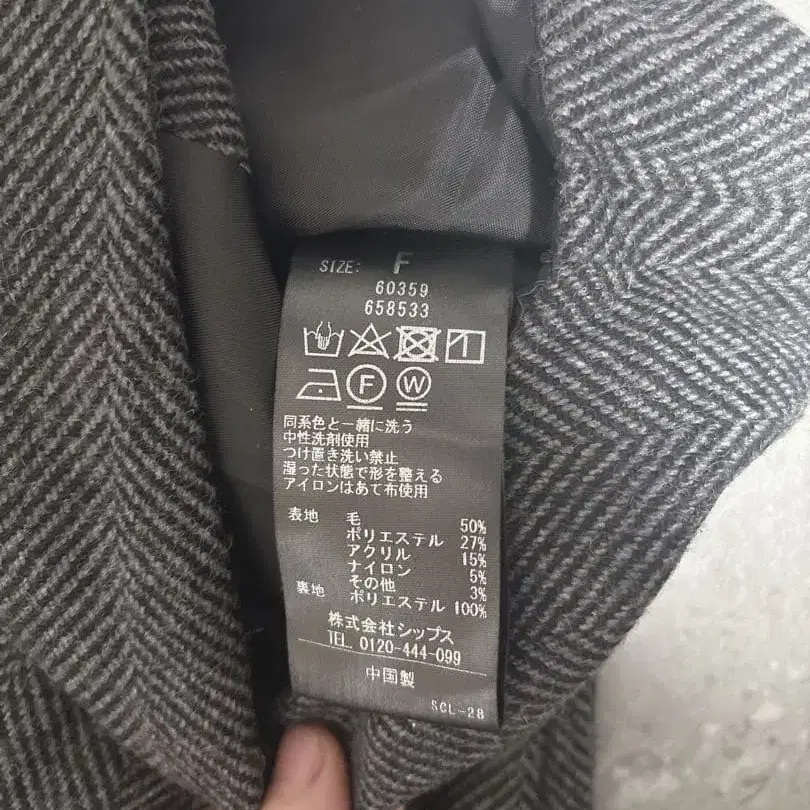 SIZE: F
60359
658533
F W
同系色と一緒に洗う
中性洗剤使用
つけ置き洗い禁止
湿った状態で形を整える
アイロンはあて布使用
表地 毛 50%
ポリエステル 27%
アクリル 15%
ナイロン 5%
その他 3%
裏地 ポリエステル 100%
株式会社シップス
TEL 0120-444-099
中国製
SCL-28